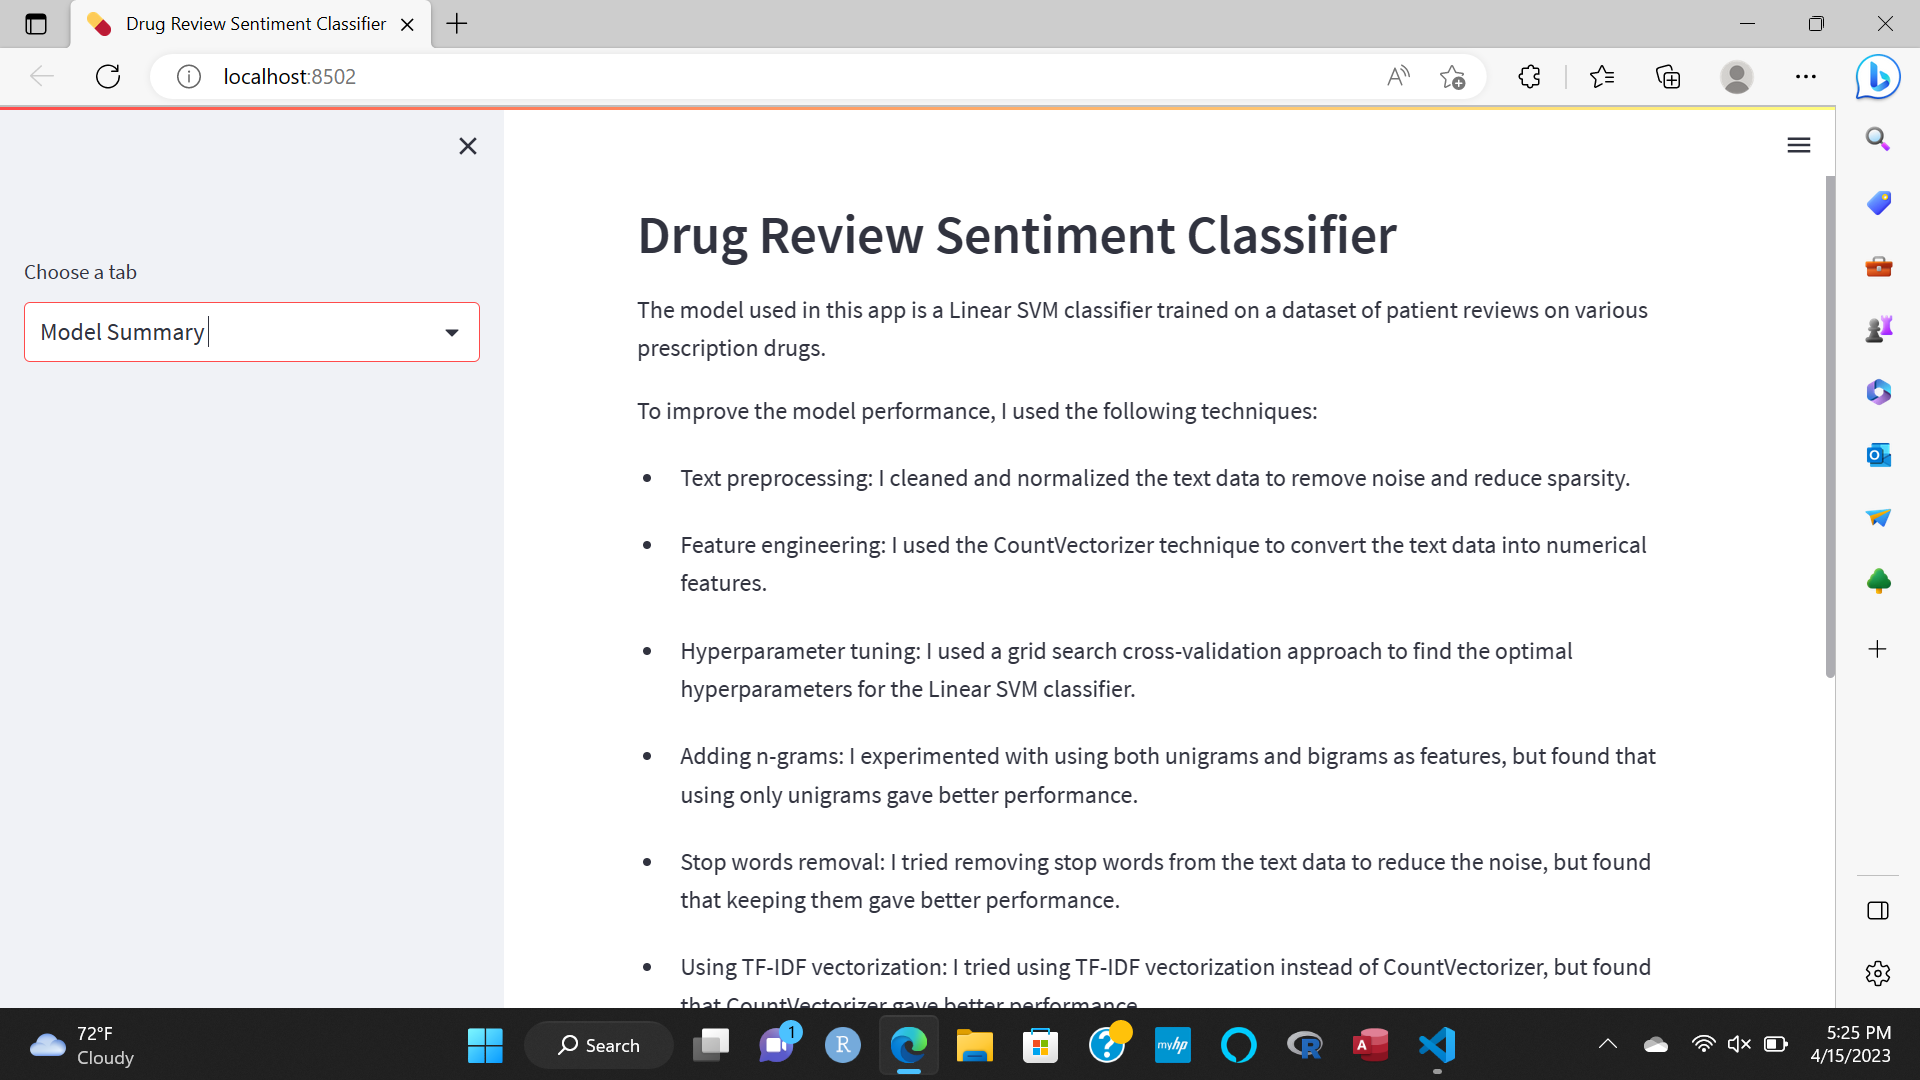 Drug Review Sentiment Classifier
localhost:8502
Choose a tab
Model Summary
Drug Review Sentiment Classifier
The model used in this app is a Linear SVM classifier trained on a dataset of patient reviews on various
prescription drugs.
To improve the model performance, I used the following techniques:
• Text preprocessing: I cleaned and normalized the text data to remove noise and reduce sparsity.
• Feature engineering: I used the CountVectorizer technique to convert the text data into numerical
features.
• Hyperparameter tuning: I used a grid search cross-validation approach to find the optimal
hyperparameters for the Linear SVM classifier.
• Adding n-grams: I experimented with using both unigrams and bigrams as features, but found that
using only unigrams gave better performance.
• Stop words removal: I tried removing stop words from the text data to reduce the noise, but found
that keeping them gave better performance.
• Using TF-IDF vectorization: I tried using TF-IDF vectorization instead of CountVectorizer, but found
that CountVectorizer gave better performance
72°F
Cloudy
Search
1
R
?
myhp
R
A
5:25 PM
4/15/2023